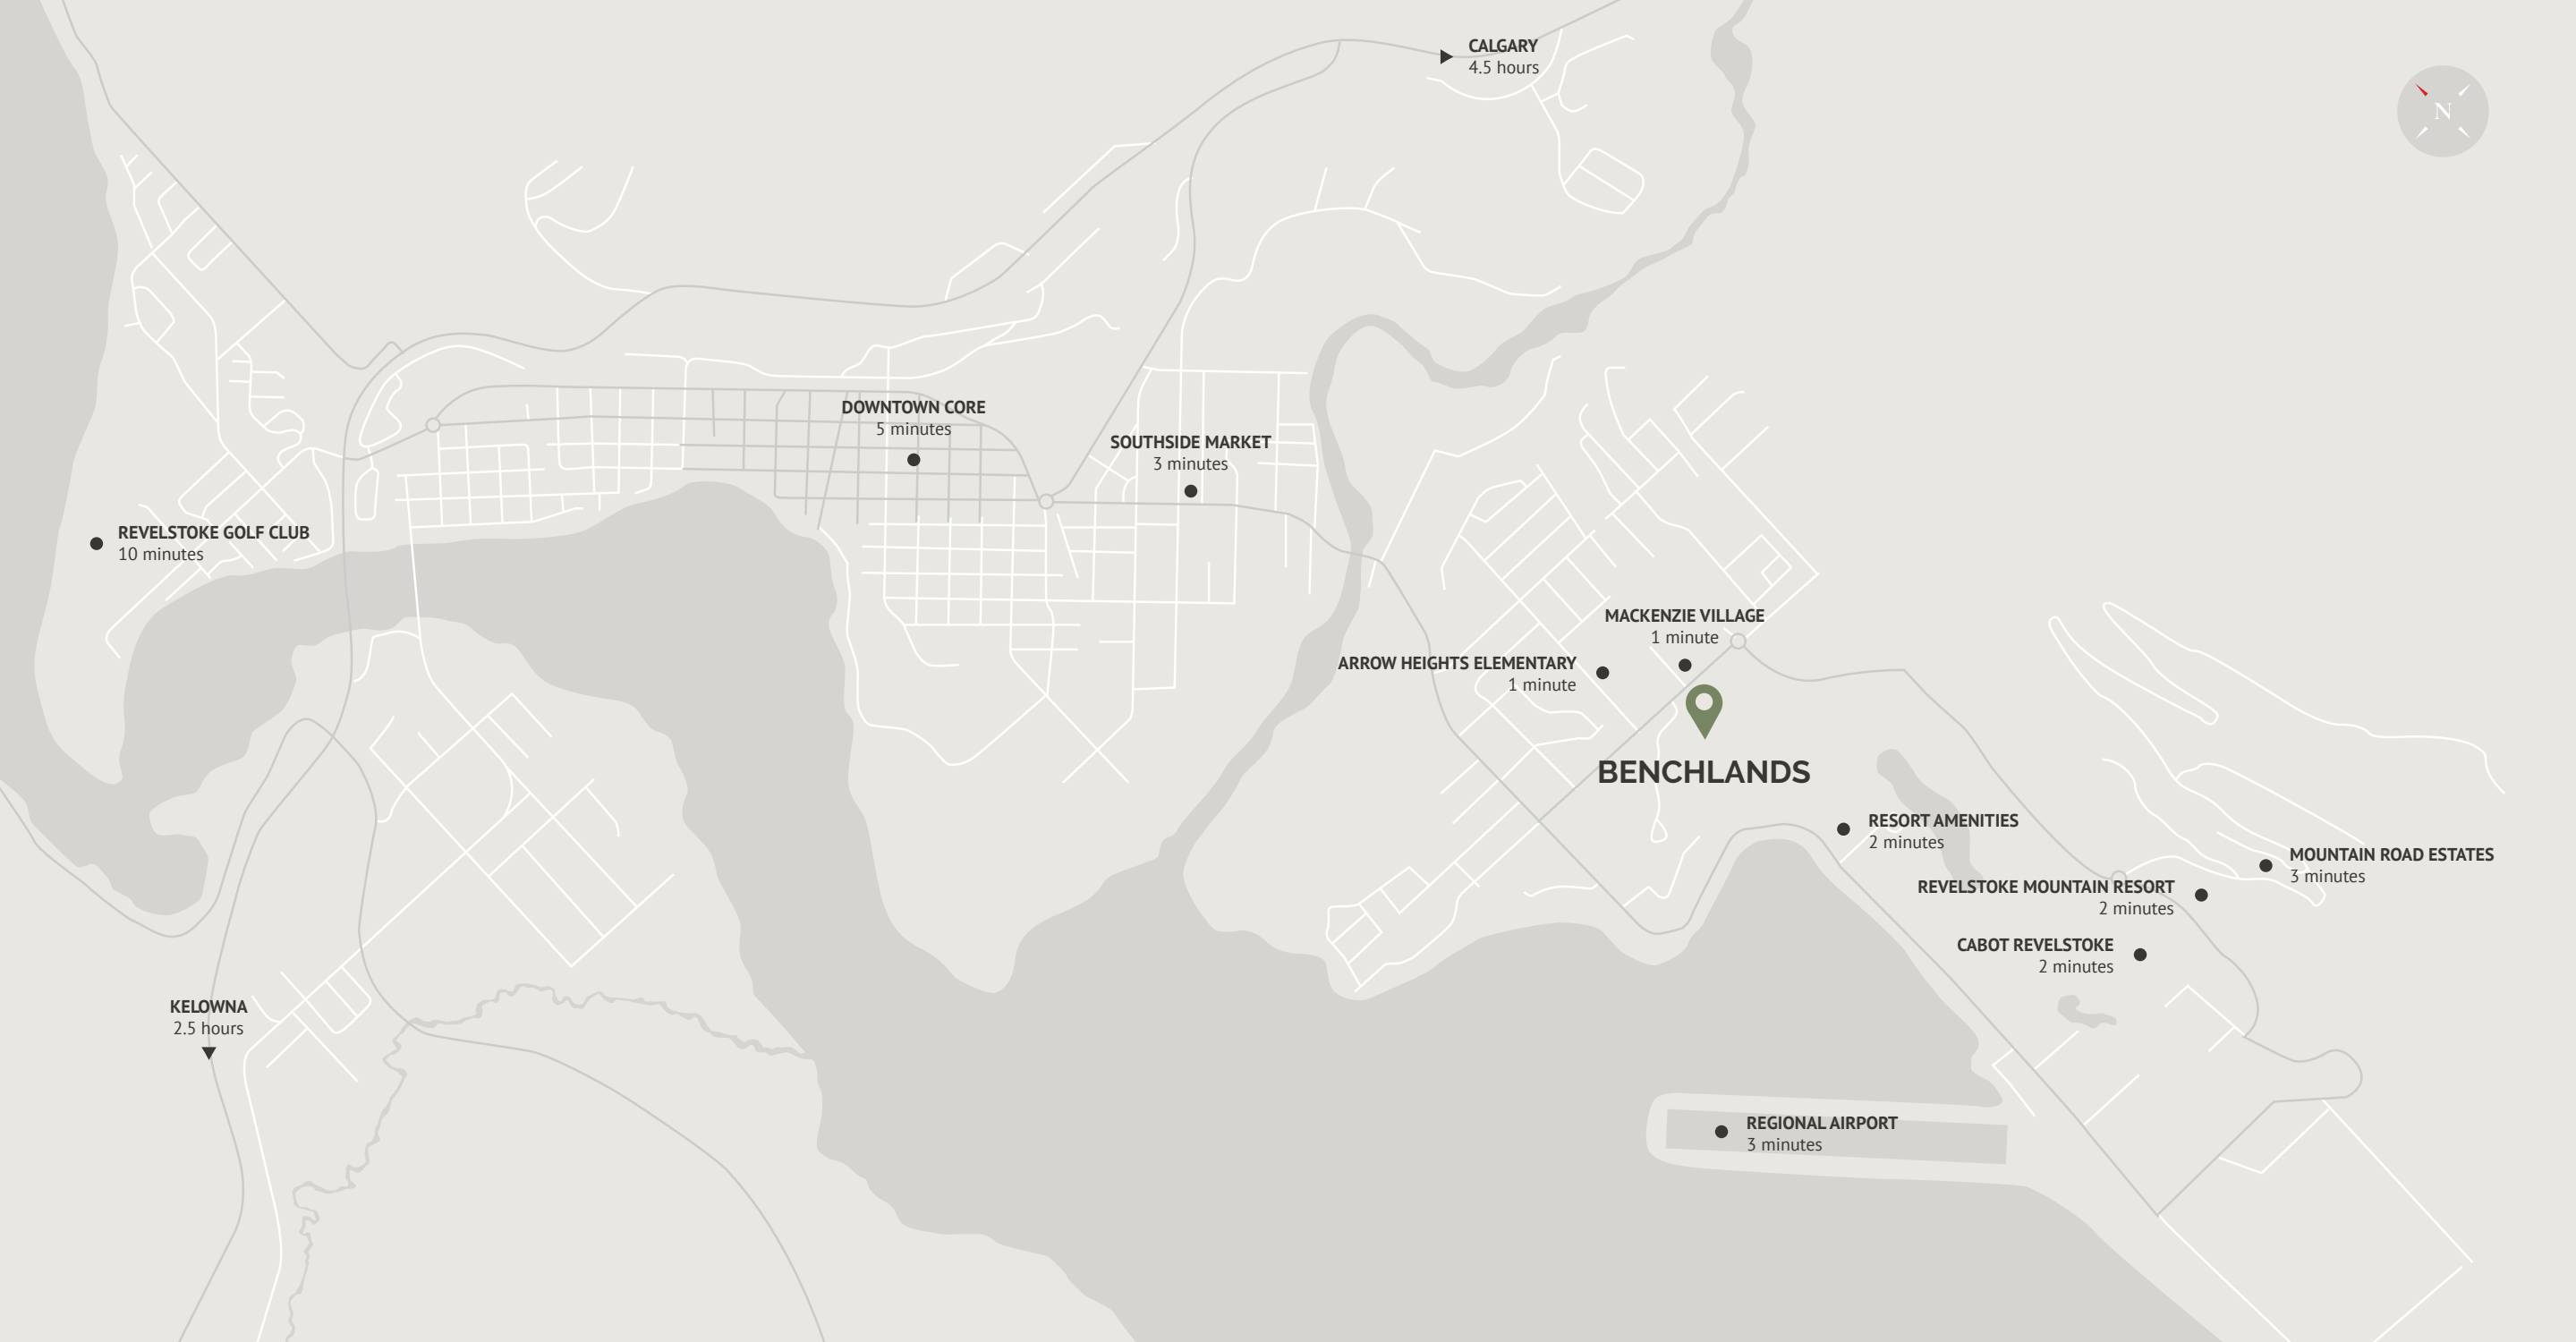 CALGARY
4.5 hours
N
DOWNTOWN CORE
5 minutes
SOUTHSIDE MARKET
3 minutes
REVELSTOKE GOLF CLUB
10 minutes
MACKENZIE VILLAGE
1 minute
ARROW HEIGHTS ELEMENTARY
1 minute
BENCHLANDS
RESORT AMENITIES
2 minutes
MOUNTAIN ROAD ESTATES
3 minutes
REVELSTOKE MOUNTAIN RESORT
2 minutes
CABOT REVELSTOKE
2 minutes
KELOWNA
2.5 hours
REGIONAL AIRPORT
3 minutes